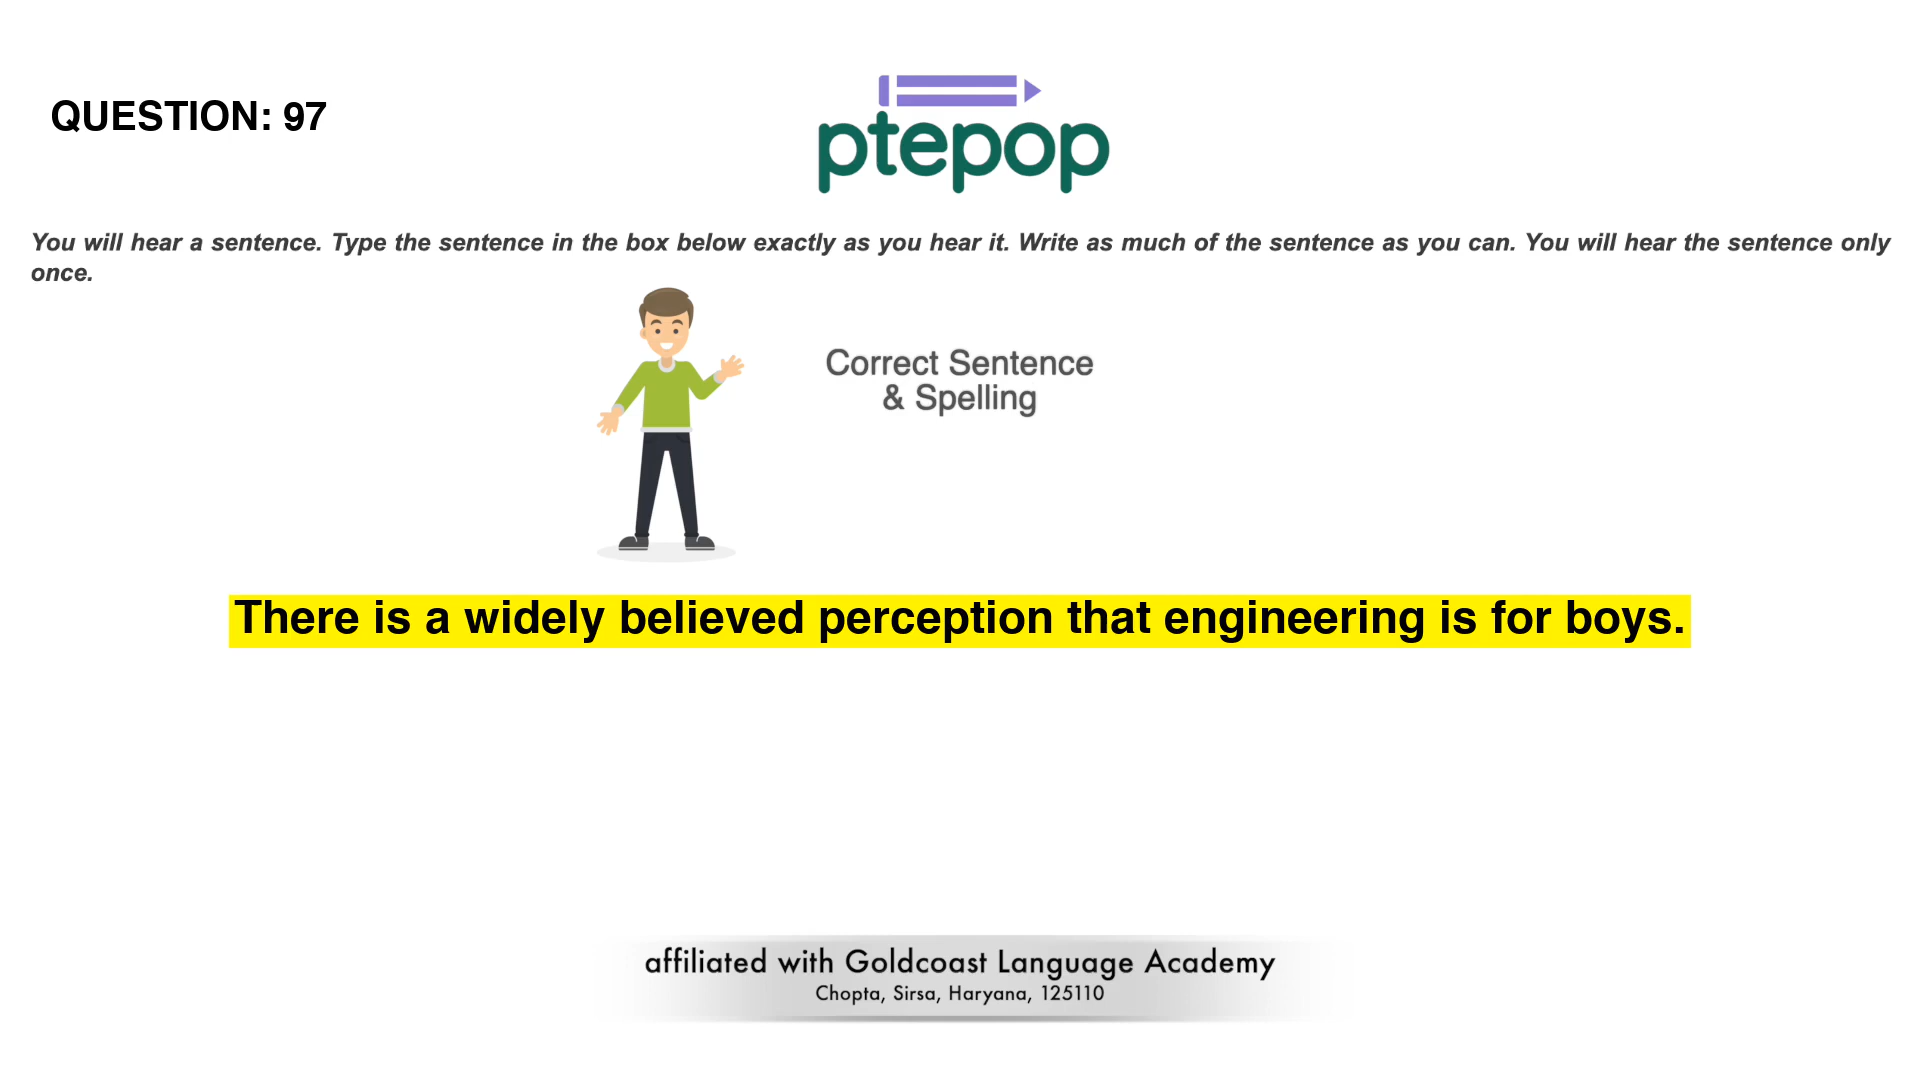 QUESTION: 97
ptepop
You will hear a sentence. Type the sentence in the box below exactly as you hear it. Write as much of the sentence as you can. You will hear the sentence only
once.
Correct Sentence
& Spelling
There is a widely believed perception that engineering is for boys.
affiliated with Goldcoast Language Academy
Chopta, Sirsa, Haryana, 125110